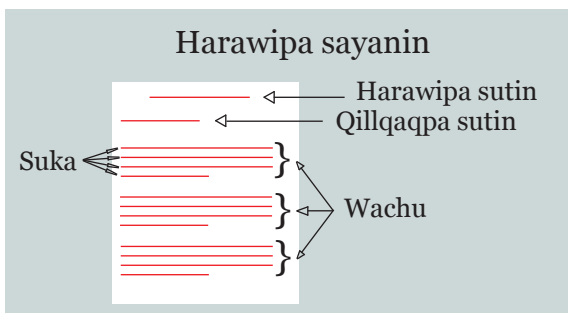 Harawipa sayanin
Harawipa sutin
Qillqaqpa sutin
Suka
Wachu